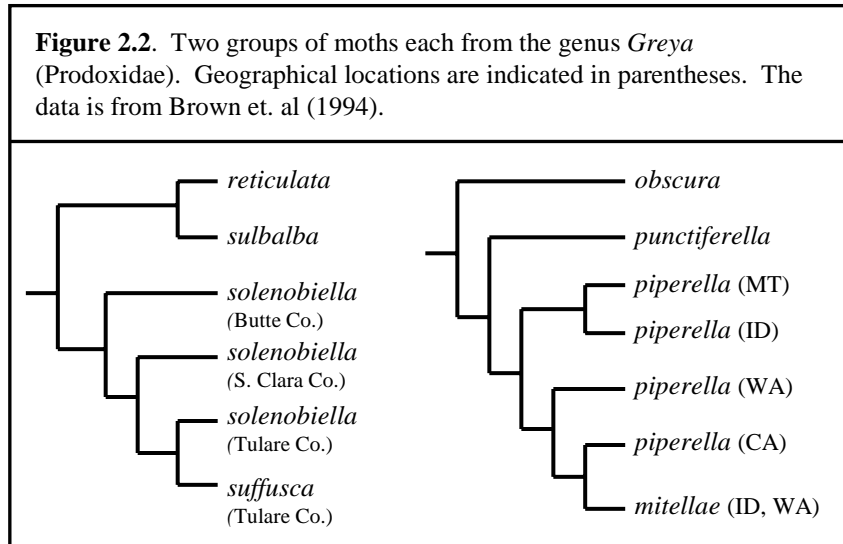 Figure 2.2. Two groups of moths each from the genus Greya
(Prodoxidae). Geographical locations are indicated in parentheses. The
data is from Brown et. al (1994).
reticulata
sulbalba
solenobiella
(Butte Co.)
solenobiella
(S. Clara Co.)
solenobiella
(Tulare Co.)
suffusca
(Tulare Co.)
obscura
punctiferella
piperella (MT)
piperella (ID)
piperella (WA)
piperella (CA)
mitellae (ID, WA)